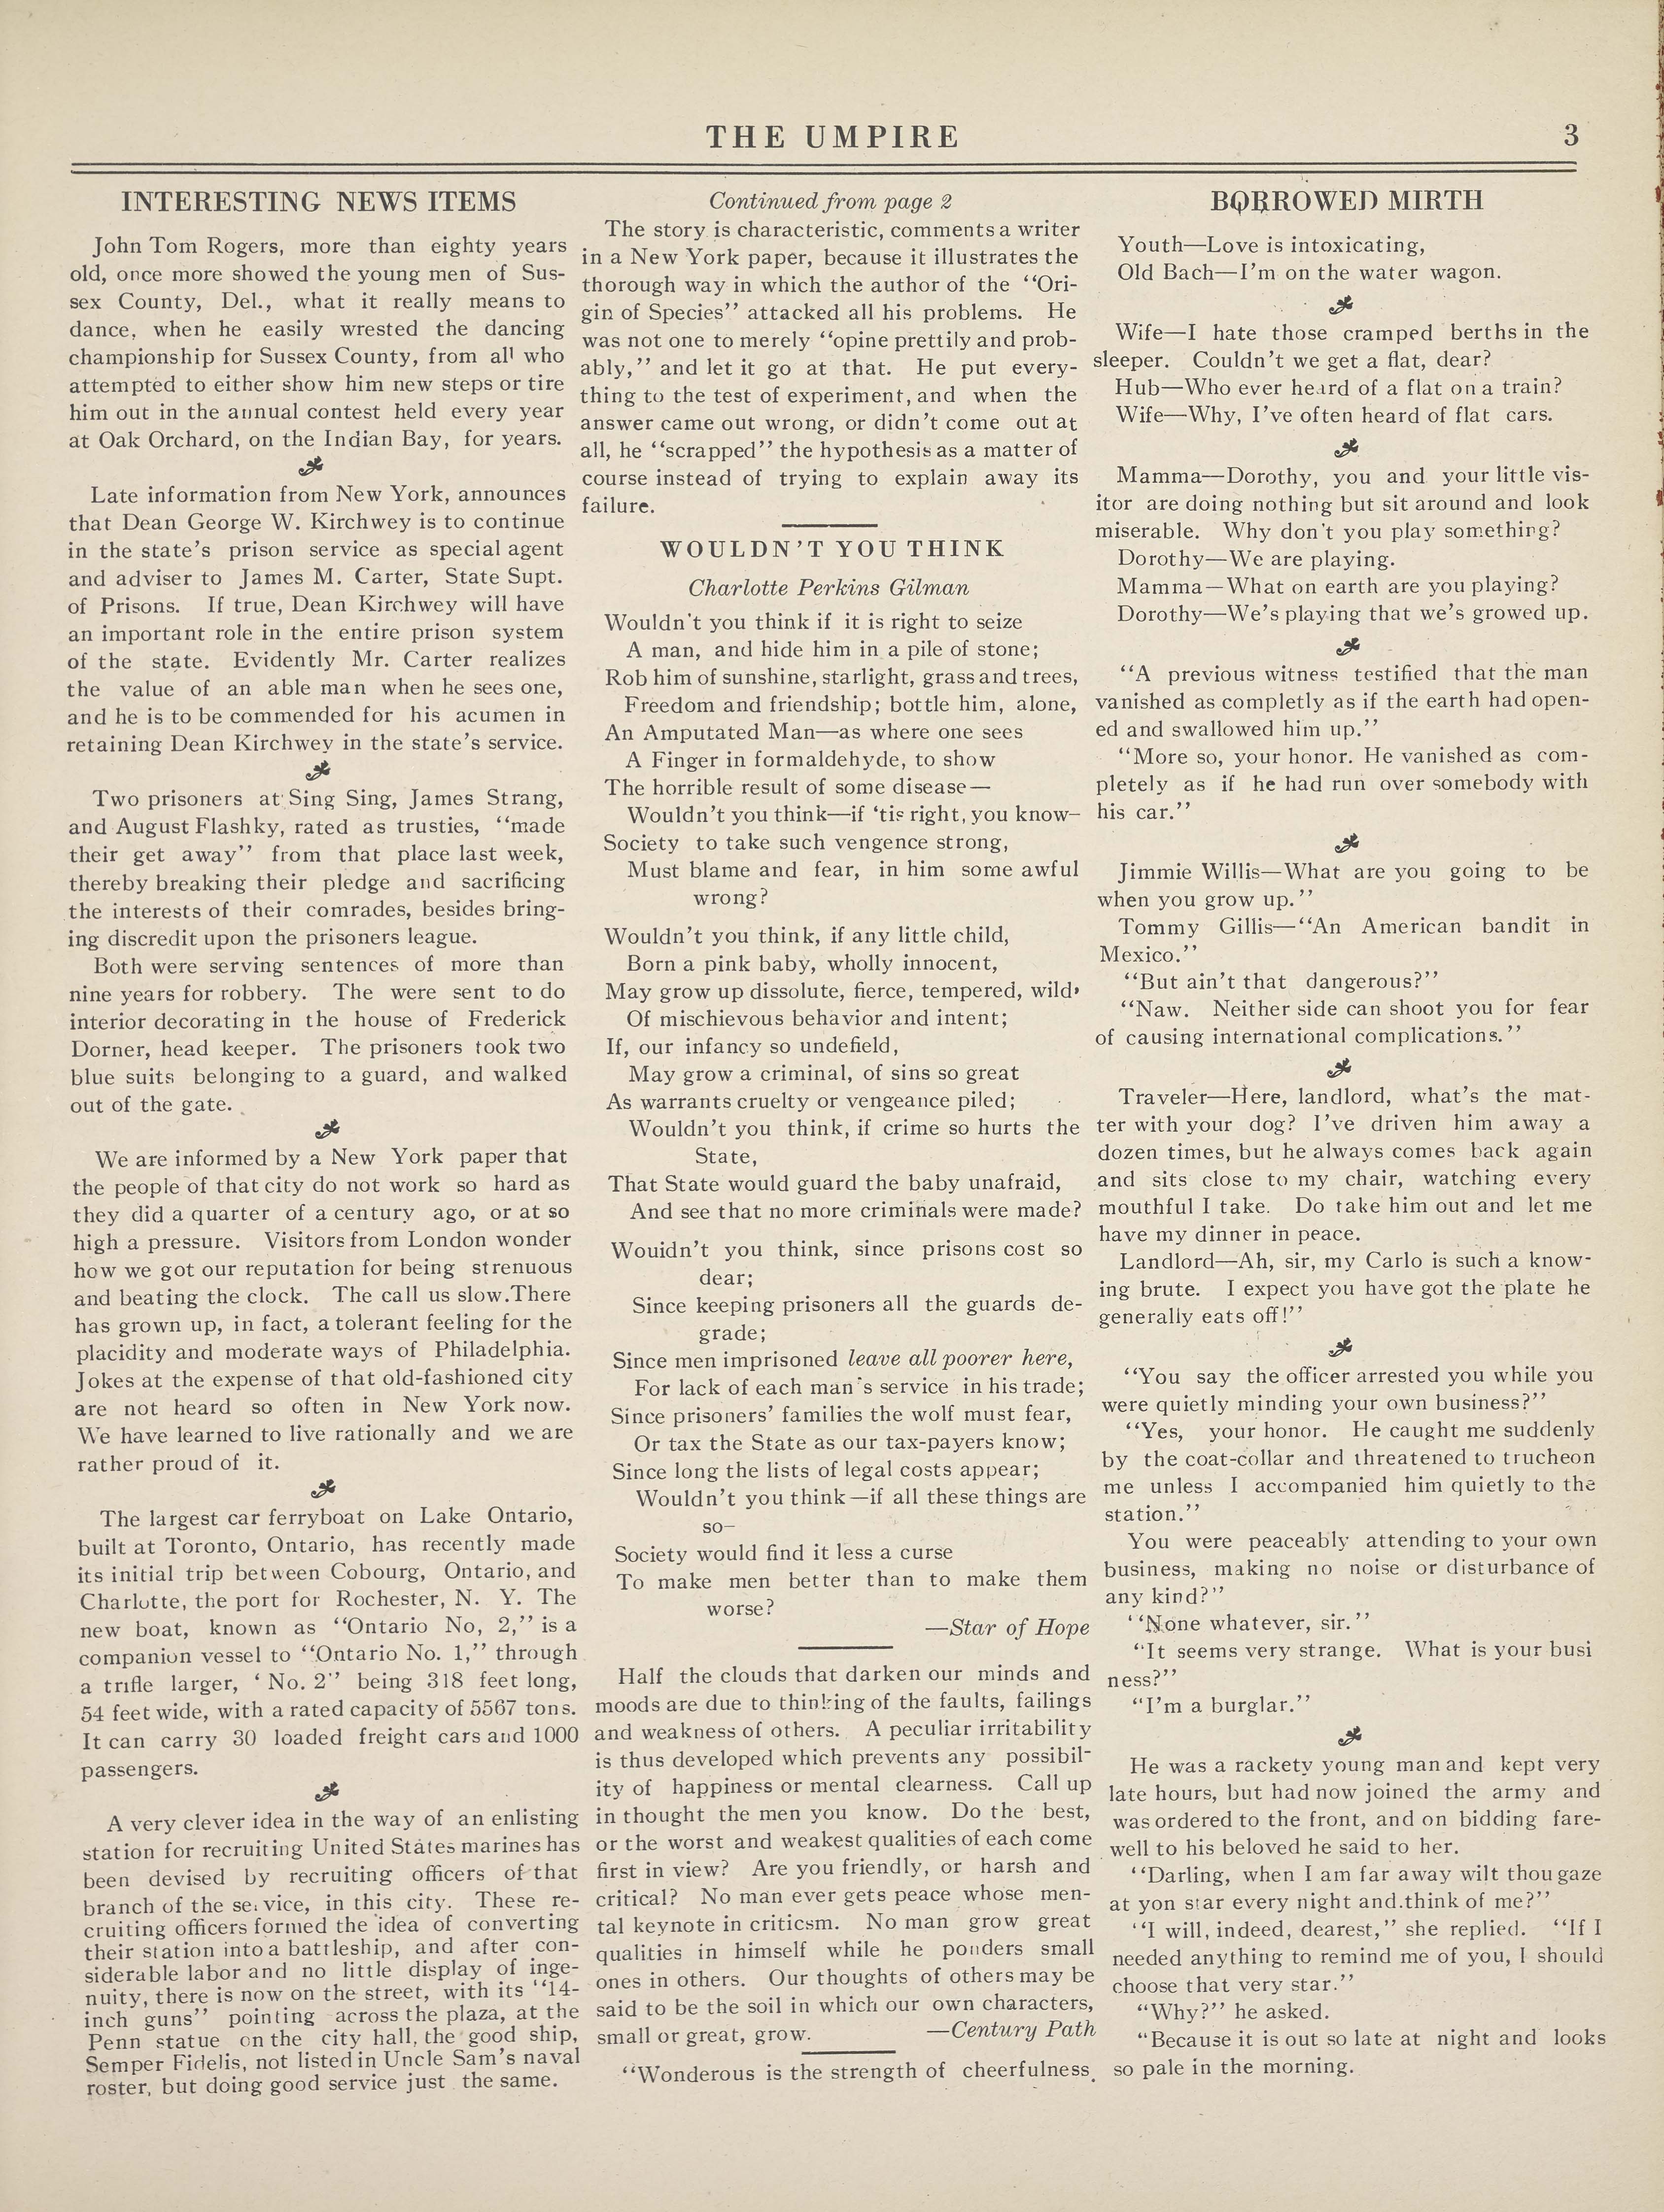 THE UMPIRE
3
INTERESTING NEWS ITEMS
John Tom Rogers, more than eighty years
old, once more showed the young men of Sus-
sex County, Del., what it really means to
dance, when he easily wrested the dancing
championship for Sussex County, from all who
attempted to either show him new steps or tire
him out in the annual contest held every year
at Oak Orchard, on the Indian Bay, for years.
Late information from New York, announces
that Dean George W. Kirchwey is to continue
in the state's prison service as special agent
and adviser to James M. Carter, State Supt.
of Prisons. If true, Dean Kirchwey will have
an important role in the entire prison system
of the state. Evidently Mr. Carter realizes
the value of an able man when he sees one,
and he is to be commended for his acumen in
retaining Dean Kirchwey in the state's service.
Two prisoners at Sing Sing, James Strang,
and August Flashky, rated as trusties, "made
their get away" from that place last week,
thereby breaking their pledge and sacrificing
the interests of their comrades, besides bring-
ing discredit upon the prisoners league.
Both were serving sentences of more than
nine years for robbery. The were sent to do
interior decorating in the house of Frederick
Dorner, head keeper. The prisoners took two
blue suits belonging to a guard, and walked
out of the gate.
We are informed by a New York paper that
the people of that city do not work so hard as
they did a quarter of a century ago, or at so
high a pressure. Visitors from London wonder
how we got our reputation for being strenuous
and beating the clock. The call us slow.There
has grown up, in fact, a tolerant feeling for the
placidity and moderate ways of Philadelphia.
Jokes at the expense of that old-fashioned city
are not heard so often in New York now.
We have learned to live rationally and we are
rather proud of it.
The largest car ferryboat on Lake Ontario,
built at Toronto, Ontario, has recently made
its initial trip between Cobourg, Ontario, and
Charlotte, the port for Rochester, N. Y. The
new boat, known as "Ontario No, 2," is a
companion vessel to "Ontario No. 1," through
a trifle larger, 'No. 2" being 318 feet long,
54 feet wide, with a rated capacity of 5567 tons.
It can carry 30 loaded freight cars and 1000
passengers.
A very clever idea in the way of an enlisting
station for recruiting United States marines has
been devised by recruiting officers of that
branch of the service, in this city. These re-
cruiting officers formed the idea of converting
their station into a battleship, and after con-
siderable labor and no little display of inge-
nuity, there is now on the street, with its "14-
inch guns" pointing across the plaza, at the
Penn statue on the city hall, the good ship,
Semper Fidelis, not listed in Uncle Sam's naval
roster, but doing good service just the same.
Continued from page 2
The story is characteristic, comments a writer
in a New York paper, because it illustrates the
thorough way in which the author of the "Ori-
gin of Species" attacked all his problems. He
was not one to merely "opine prettily and prob-
ably," and let it go at that. He put every-
thing to the test of experiment, and when the
answer came out wrong, or didn't come out at
all, he "scrapped" the hypothesis as a matter of
course instead of trying to explain away its
failure.
WOULDN'T YOU THINK
Charlotte Perkins Gilman
Wouldn't you think if it is right to seize
A man, and hide him in a pile of stone;
Rob him of sunshine, starlight, grass and trees,
Freedom and friendship; bottle him, alone,
An Amputated Man—as where one sees
A Finger in formaldehyde, to show
The horrible result of some disease—
Wouldn't you think—if 'tis right, you know—
Society to take such vengence strong,
Must blame and fear, in him some awful
wrong?
Wouldn't you think, if any little child,
Born a pink baby, wholly innocent,
May grow up dissolute, fierce, tempered, wild,
Of mischievous behavior and intent;
If, our infancy so undefield,
May grow a criminal, of sins so great
As warrants cruelty or vengeance piled;
Wouldn't you think, if crime so hurts the
State,
That State would guard the baby unafraid,
And see that no more criminals were made?
Wouidn't you think, since prisons cost so
dear;
Since keeping prisoners all the guards de-
grade;
Since men imprisoned leave all poorer here,
For lack of each man's service in his trade;
Since prisoners' families the wolf must fear,
Or tax the State as our tax-payers know;
Since long the lists of legal costs appear;
Wouldn't you think—if all these things are
so—
Society would find it less a curse
To make men better than to make them
worse?
—Star of Hope
Half the clouds that darken our minds and
moods are due to thinking of the faults, failings
and weakness of others. A peculiar irritability
is thus developed which prevents any possibil-
ity of happiness or mental clearness. Call up
in thought the men you know. Do the best,
or the worst and weakest qualities of each come
first in view? Are you friendly, or harsh and
critical? No man ever gets peace whose men-
tal keynote in criticsm. No man grow great
qualities in himself while he ponders small
ones in others. Our thoughts of others may be
said to be the soil in which our own characters,
small or great, grow. —Century Path
"Wonderous is the strength of cheerfulness.
BORROWED MIRTH
Youth—Love is intoxicating,
Old Bach—I'm on the water wagon.
Wife—I hate those cramped berths in the
sleeper. Couldn't we get a flat, dear?
Hub—Who ever heard of a flat on a train?
Wife—Why, I've often heard of flat cars.
Mamma—Dorothy, you and your little vis-
itor are doing nothing but sit around and look
miserable. Why don't you play something?
Dorothy—We are playing.
Mamma—What on earth are you playing?
Dorothy—We's playing that we's growed up.
"A previous witness testified that the man
vanished as completly as if the earth had open-
ed and swallowed him up."
"More so, your honor. He vanished as com-
pletely as if he had run over somebody with
his car."
Jimmie Willis—What are you going to be
when you grow up."
Tommy Gillis—"An American bandit in
Mexico."
"But ain't that dangerous?"
"Naw. Neither side can shoot you for fear
of causing international complications."
Traveler—Here, landlord, what's the mat-
ter with your dog? I've driven him away a
dozen times, but he always comes back again
and sits close to my chair, watching every
mouthful I take. Do take him out and let me
have my dinner in peace.
Landlord—Ah, sir, my Carlo is such a know-
ing brute. I expect you have got the plate he
generally eats off!"
"You say the officer arrested you while you
were quietly minding your own business?"
"Yes, your honor. He caught me suddenly
by the coat-collar and threatened to trucheon
me unless I accompanied him quietly to the
station."
You were peaceably attending to your own
business, making no noise or disturbance of
any kind?"
"None whatever, sir."
"It seems very strange. What is your busi
ness?"
"I'm a burglar."
He was a rackety young man and kept very
late hours, but had now joined the army and
was ordered to the front, and on bidding fare-
well to his beloved he said to her.
"Darling, when I am far away wilt thou gaze
at yon star every night and.think of me?"
"I will, indeed, dearest," she replied. "If I
needed anything to remind me of you, I should
choose that very star."
"Why?" he asked.
"Because it is out so late at night and looks
so pale in the morning.